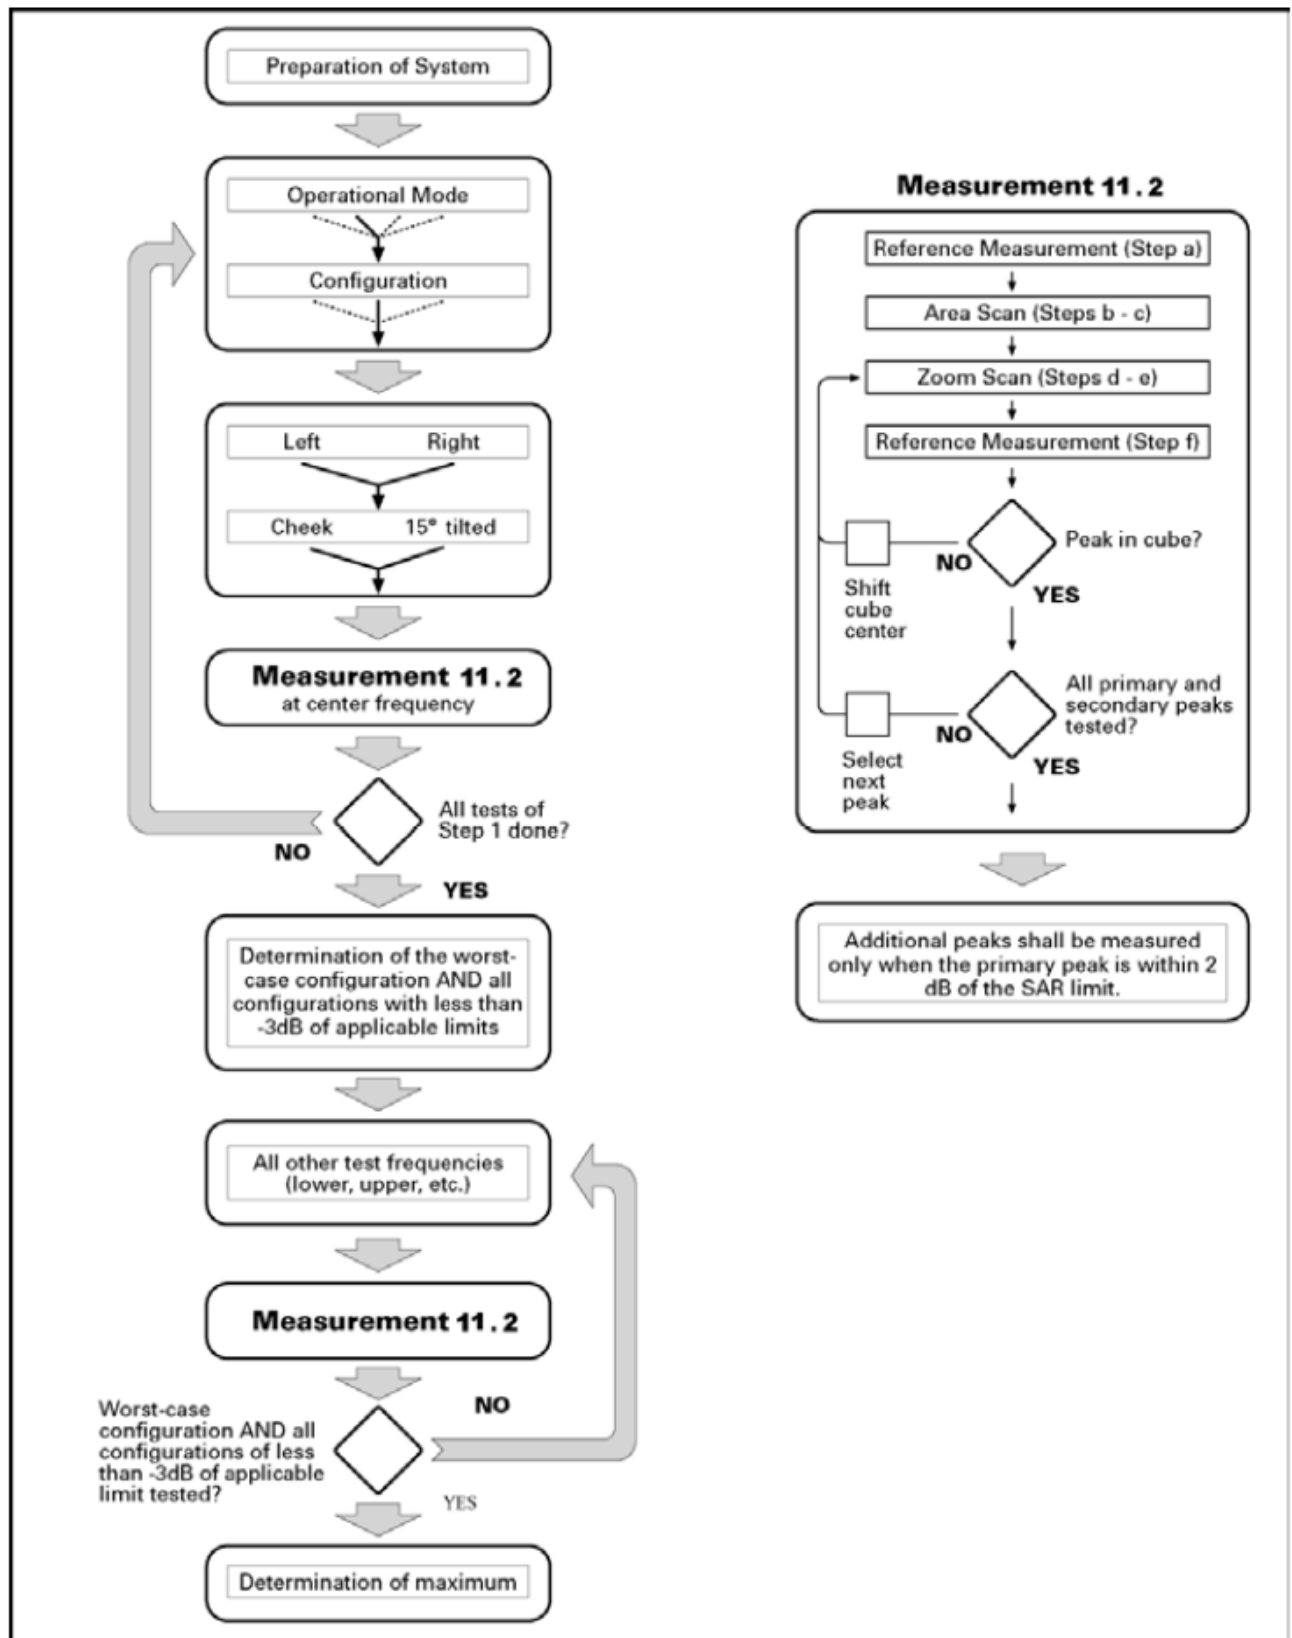 Preparation of System
Operational Mode
Configuration
Left Right
Cheek 15° tilted
Measurement 11.2
at center frequency
All tests of
Step 1 done?
NO
YES
Determination of the worst-
case configuration AND all
configurations with less than
-3dB of applicable limits
All other test frequencies
(lower, upper, etc.)
Measurement 11.2
NO
Worst-case
configuration AND all
configurations of less
than -3dB of applicable
limit tested?
YES
Determination of maximum
Measurement 11.2
Reference Measurement (Step a)
Area Scan (Steps b - c)
Zoom Scan (Steps d - e)
Reference Measurement (Step f)
Peak in cube?
NO
YES
Shift
cube
center
All primary and
secondary peaks
tested?
NO
YES
Select
next
peak
Additional peaks shall be measured
only when the primary peak is within 2
dB of the SAR limit.